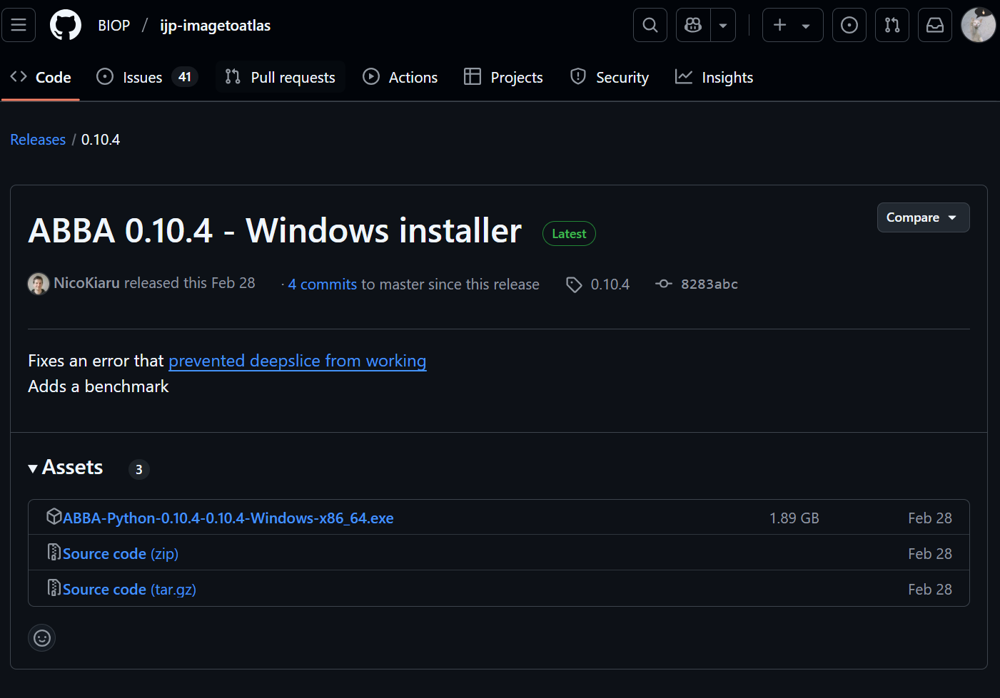 BIOP / ijp-imagetoatlas
Code Issues 41 Pull requests Actions Projects Security Insights
Releases / 0.10.4
ABBA 0.10.4 - Windows installer Latest Compare
NicoKiaru released this Feb 28 · 4 commits to master since this release 0.10.4 8283abc
Fixes an error that prevented deepslice from working
Adds a benchmark
Assets 3
ABBA-Python-0.10.4-0.10.4-Windows-x86_64.exe 1.89 GB Feb 28
Source code (zip) Feb 28
Source code (tar.gz) Feb 28